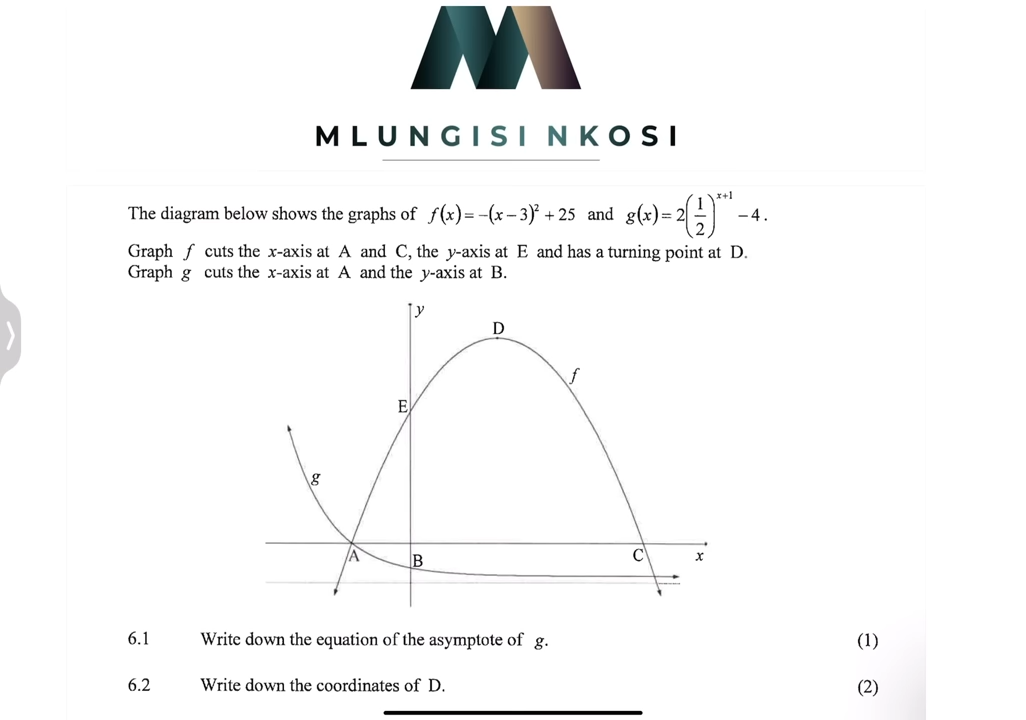 MLUNGISI NKOSI
The diagram below shows the graphs of f(x) = –(x – 3)² + 25 and g(x) = 2(1/2)^(x+1) – 4.
Graph f cuts the x-axis at A and C, the y-axis at E and has a turning point at D.
Graph g cuts the x-axis at A and the y-axis at B.
y
D
f
E
g
A
B
C
x
6.1 Write down the equation of the asymptote of g. (1)
6.2 Write down the coordinates of D. (2)